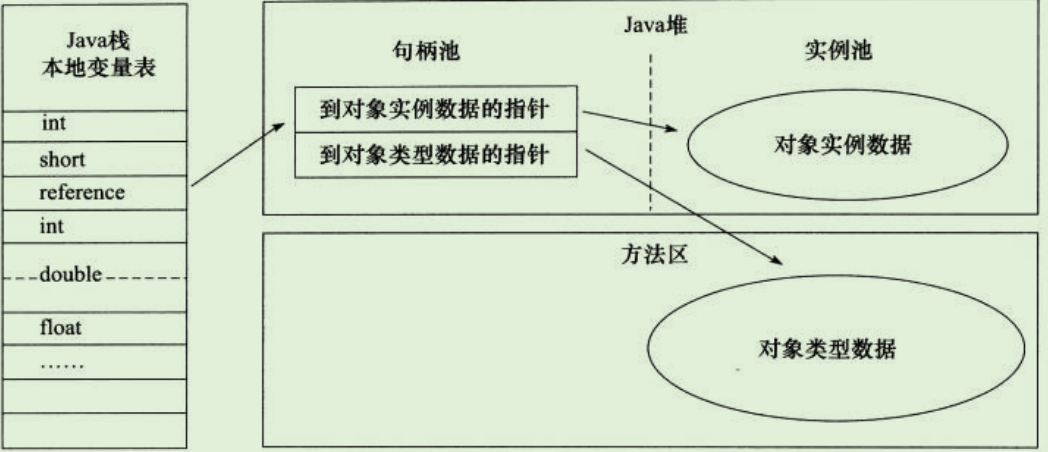 Java栈
本地变量表
int
short
reference
int
double
float
……
Java堆
句柄池
实例池
到对象实例数据的指针
到对象类型数据的指针
对象实例数据
方法区
对象类型数据